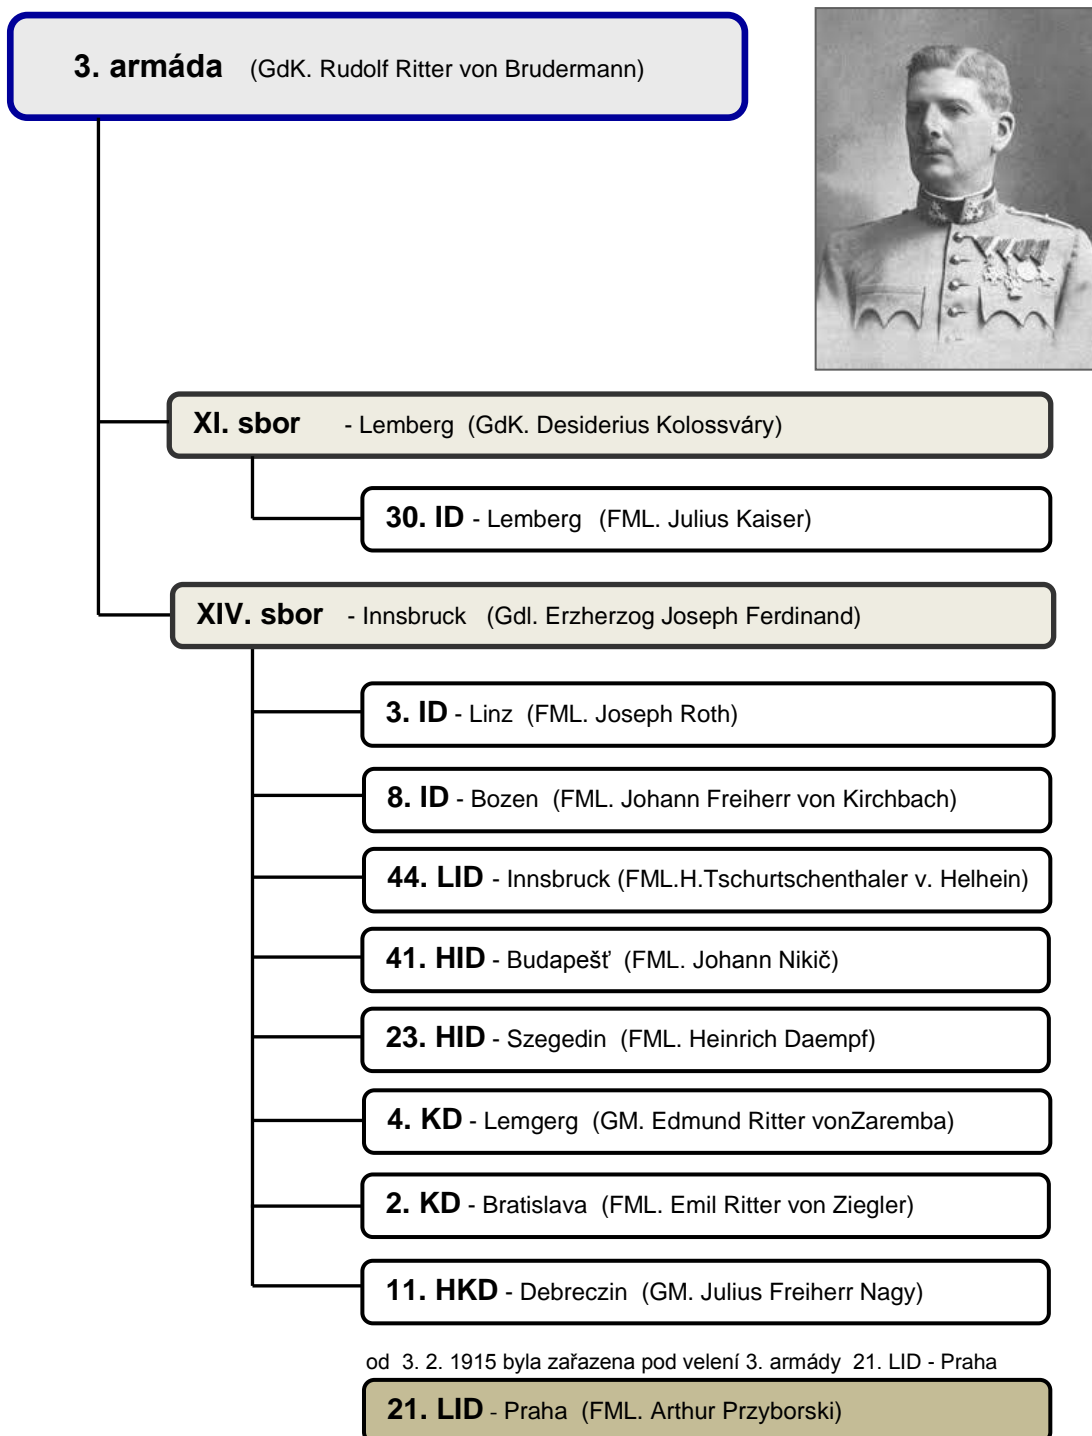 3. armáda (GdK. Rudolf Ritter von Brudermann)
XI. sbor - Lemberg (GdK. Desiderius Kolossváry)
30. ID - Lemberg (FML. Julius Kaiser)
XIV. sbor - Innsbruck (GdI. Erzherzog Joseph Ferdinand)
3. ID - Linz (FML. Joseph Roth)
8. ID - Bozen (FML. Johann Freiherr von Kirchbach)
44. LID - Innsbruck (FML.H.Tschurtschenthaler v. Helhein)
41. HID - Budapešť (FML. Johann Nikič)
23. HID - Szegedin (FML. Heinrich Daempf)
4. KD - Lemgerg (GM. Edmund Ritter vonZaremba)
2. KD - Bratislava (FML. Emil Ritter von Ziegler)
11. HKD - Debreczin (GM. Julius Freiherr Nagy)
od 3. 2. 1915 byla zařazena pod velení 3. armády 21. LID - Praha
21. LID - Praha (FML. Arthur Przyborski)